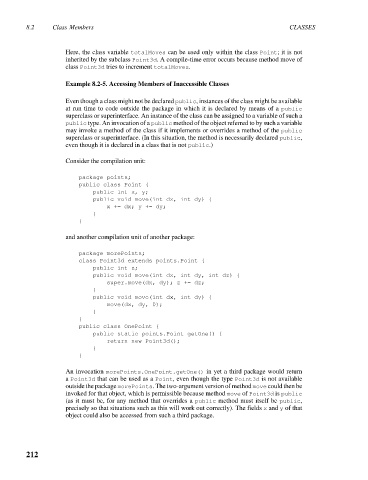 8.2 Class Members CLASSES
Here, the class variable totalMoves can be used only within the class Point; it is not
inherited by the subclass Point3d. A compile-time error occurs because method move of
class Point3d tries to increment totalMoves.
Example 8.2-5. Accessing Members of Inaccessible Classes
Even though a class might not be declared public, instances of the class might be available
at run time to code outside the package in which it is declared by means of a public
superclass or superinterface. An instance of the class can be assigned to a variable of such a
public type. An invocation of a public method of the object referred to by such a variable
may invoke a method of the class if it implements or overrides a method of the public
superclass or superinterface. (In this situation, the method is necessarily declared public,
even though it is declared in a class that is not public.)
Consider the compilation unit:
package points;
public class Point {
public int x, y;
public void move(int dx, int dy) {
x += dx; y += dy;
}
}
and another compilation unit of another package:
package morePoints;
class Point3d extends points.Point {
public int z;
public void move(int dx, int dy, int dz) {
super.move(dx, dy); z += dz;
}
public void move(int dx, int dy) {
move(dx, dy, 0);
}
}
public class OnePoint {
public static points.Point getOne() {
return new Point3d();
}
}
An invocation morePoints.OnePoint.getOne() in yet a third package would return
a Point3d that can be used as a Point, even though the type Point3d is not available
outside the package morePoints. The two-argument version of method move could then be
invoked for that object, which is permissible because method move of Point3d is public
(as it must be, for any method that overrides a public method must itself be public,
precisely so that situations such as this will work out correctly). The fields x and y of that
object could also be accessed from such a third package.
212